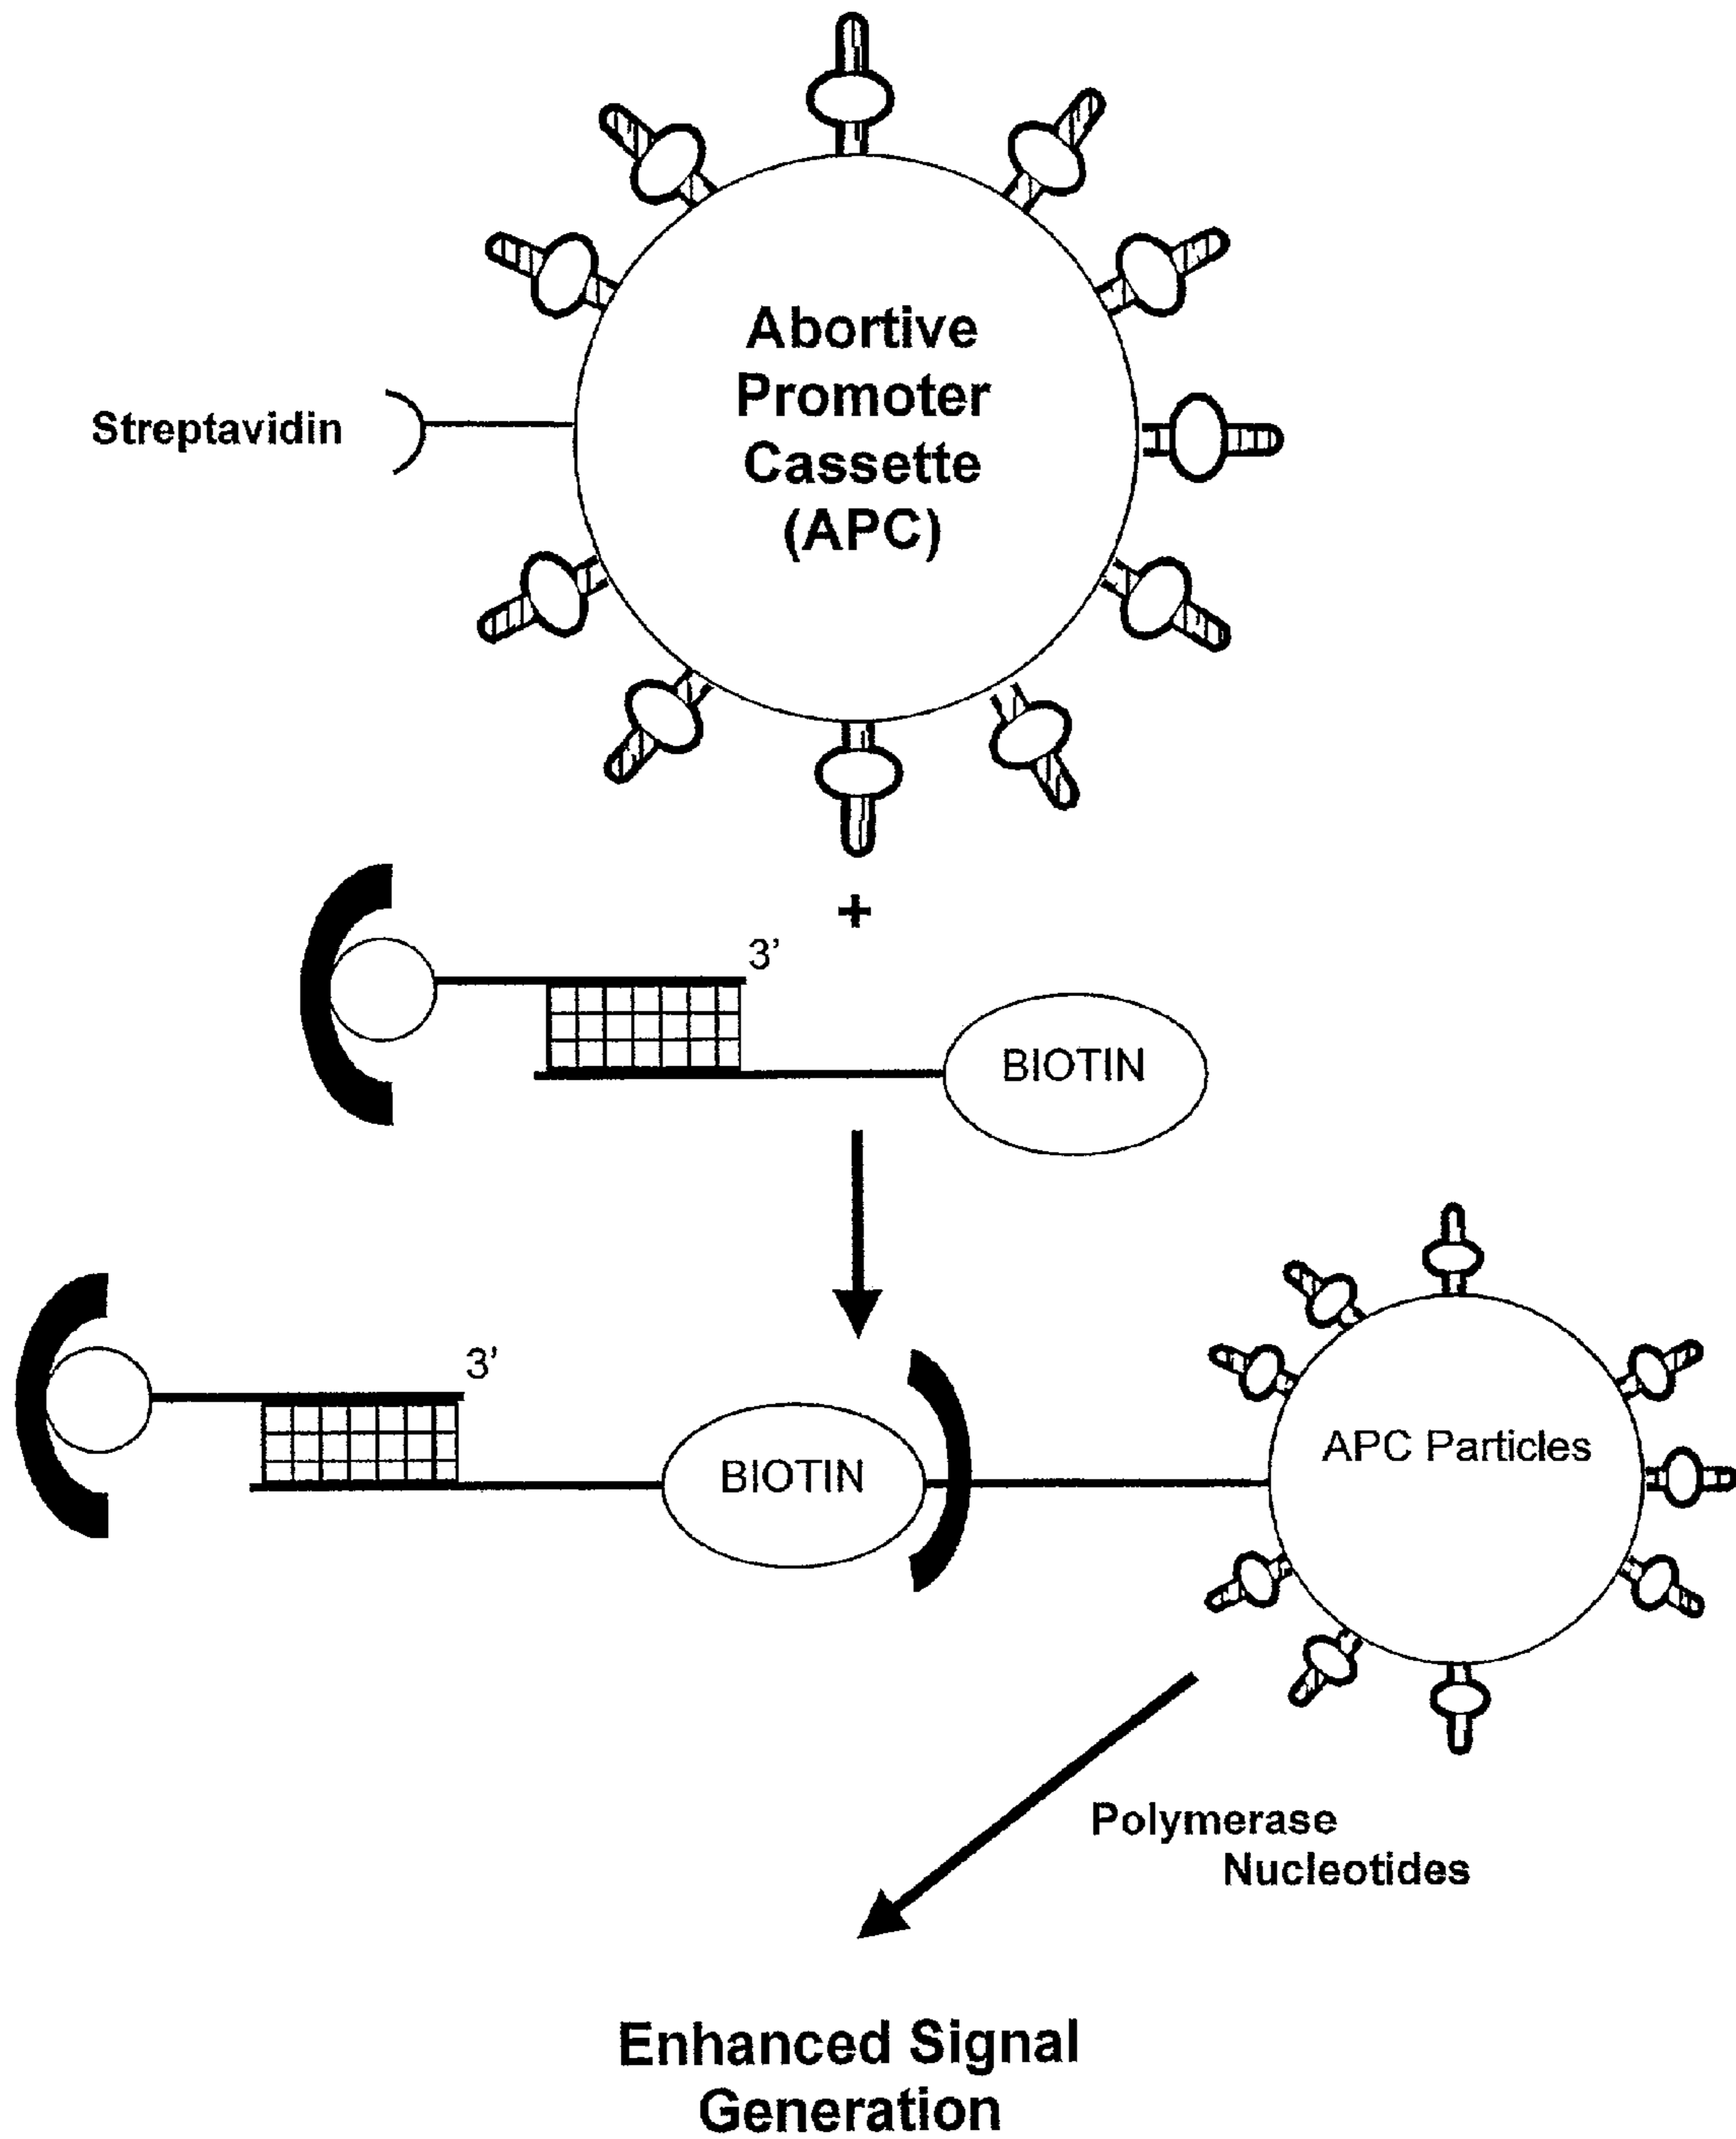 Abortive
Promoter
Cassette
(APC)
Streptavidin
+
3’
BIOTIN
3’
BIOTIN
APC Particles
Polymerase
Nucleotides
Enhanced Signal
Generation